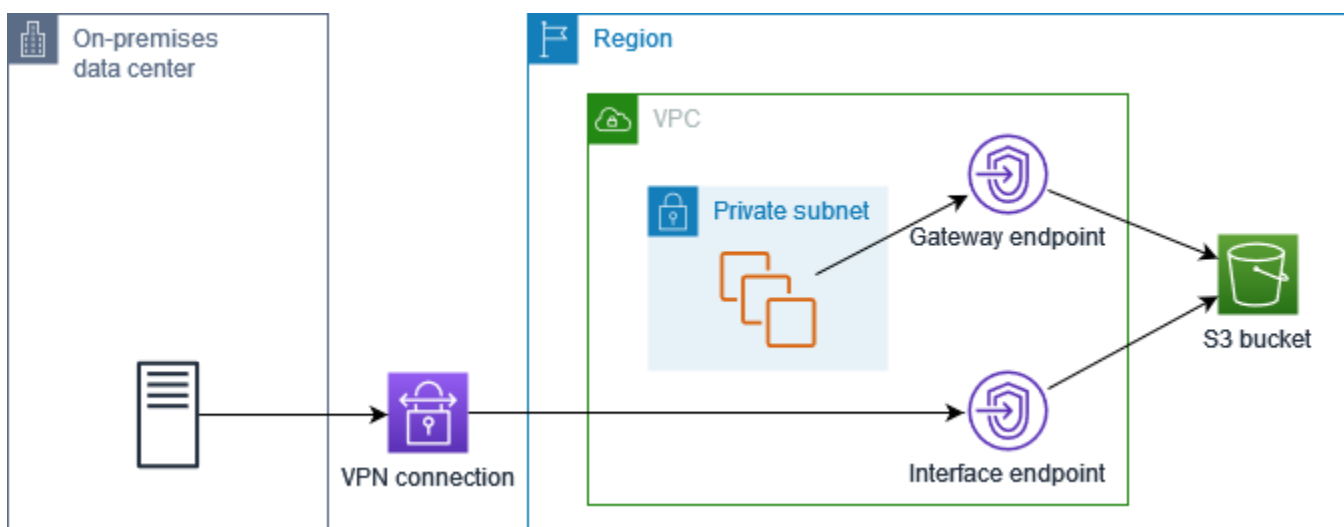 On-premises
data center
Region
VPC
Private subnet
Gateway endpoint
S3 bucket
VPN connection
Interface endpoint